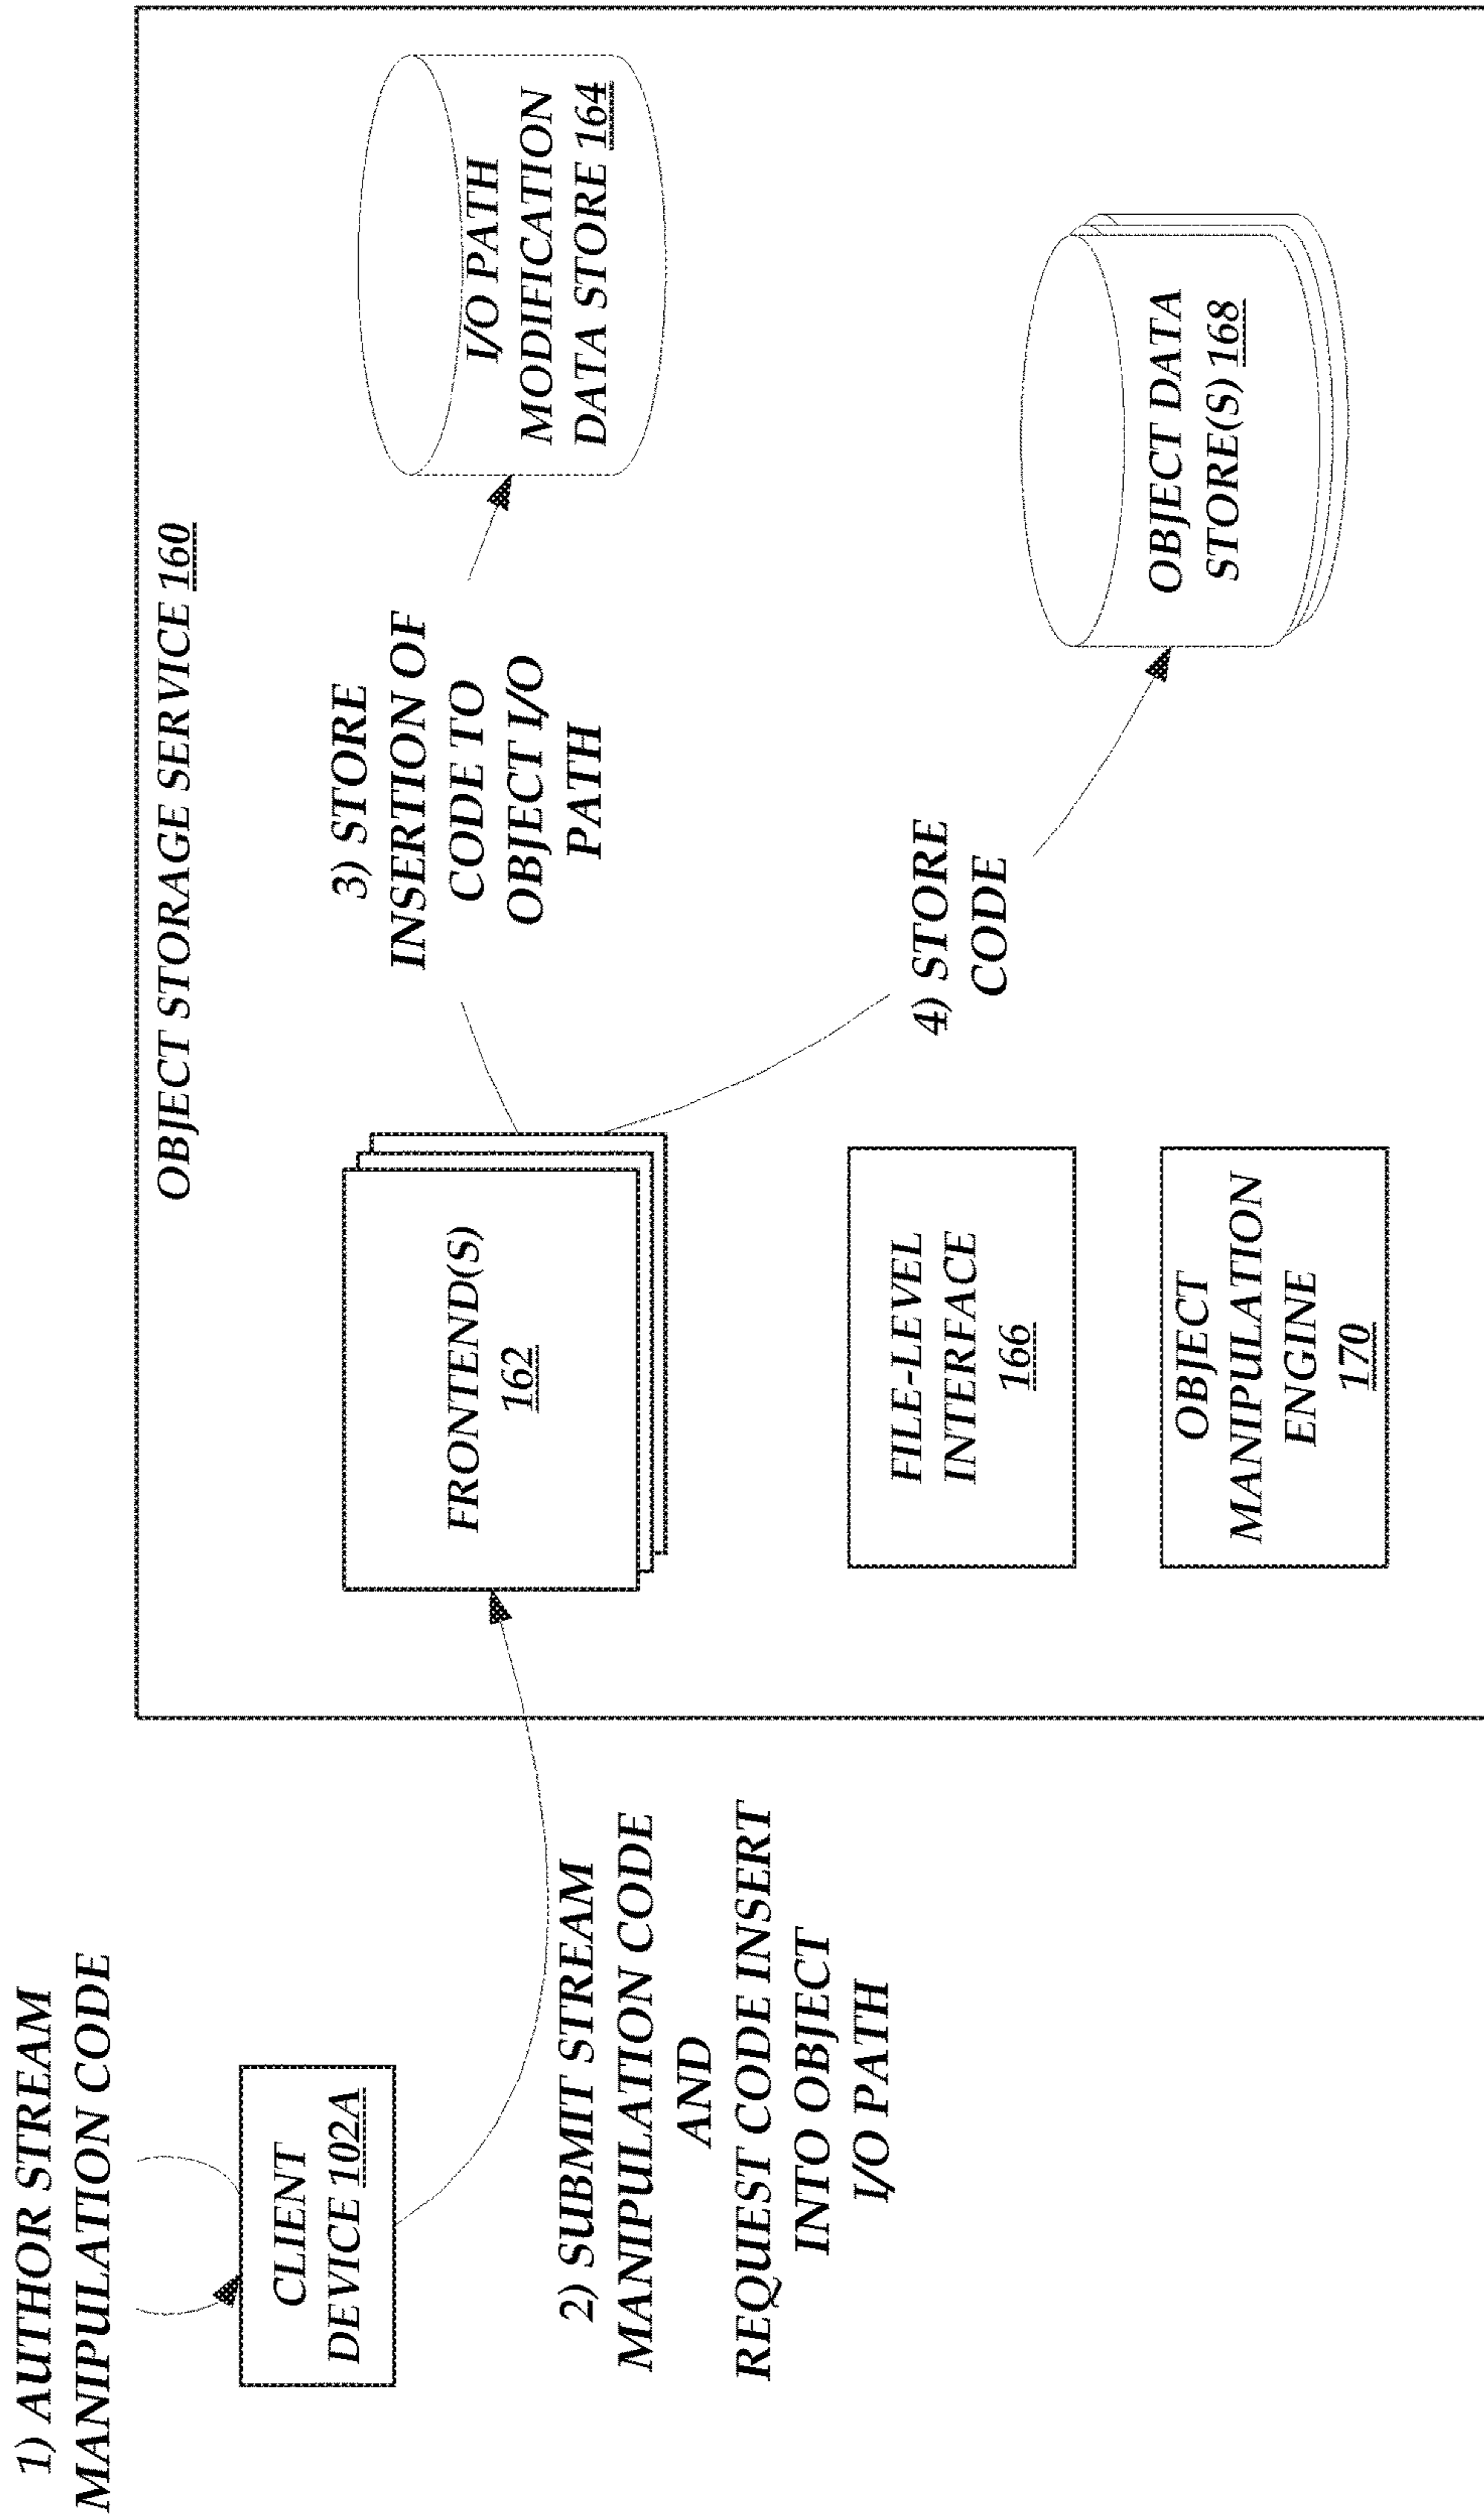 1) AUTHOR STREAM
MANIPULATION CODE
CLIENT
DEVICE 102A
2) SUBMIT STREAM
MANIPULATION CODE
AND
REQUEST CODE INSERT
INTO OBJECT
I/O PATH
OBJECT STORAGE SERVICE 160
FRONTEND(S)
162
3) STORE
INSERTION OF
CODE TO
OBJECT I/O
PATH
I/O PATH
MODIFICATION
DATA STORE 164
FILE-LEVEL
INTERFACE
166
4) STORE
CODE
OBJECT DATA
STORE(S) 168
OBJECT
MANIPULATION
ENGINE
170